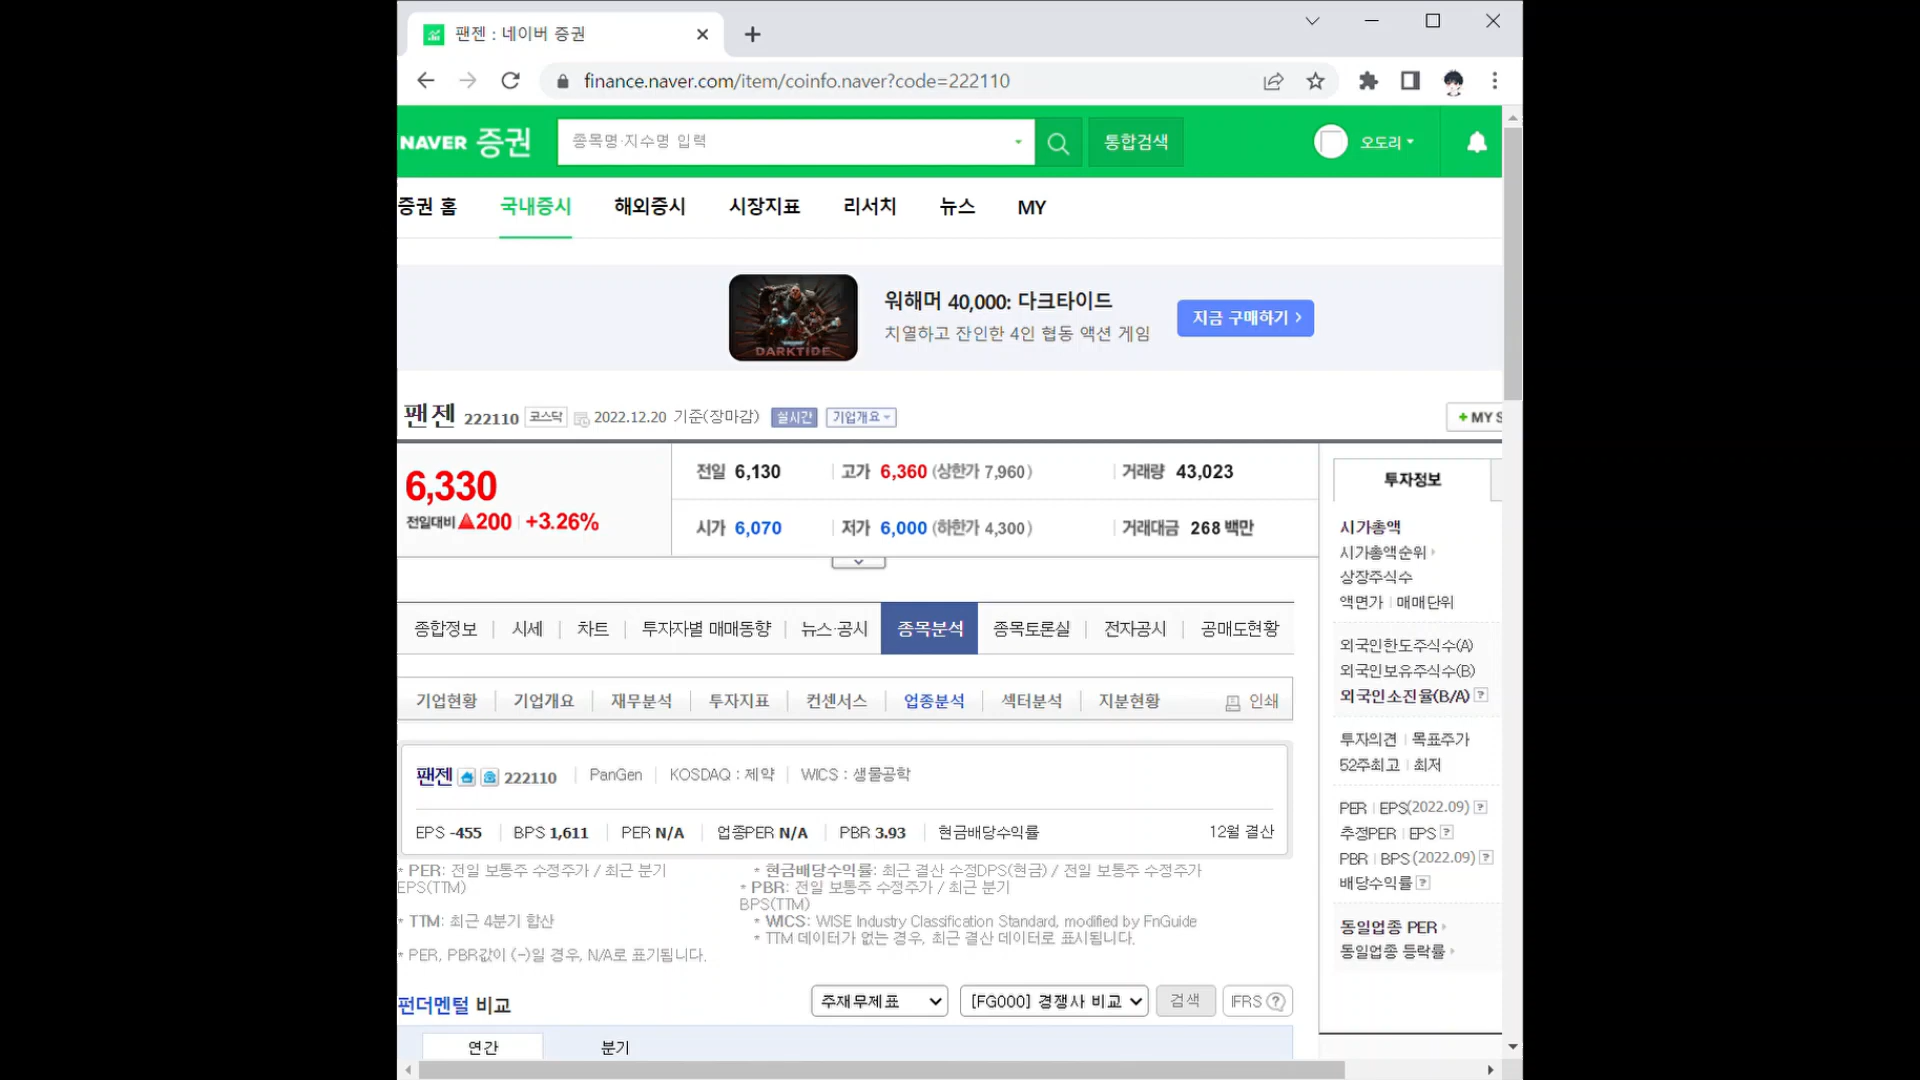 팬젠 : 네이버 증권
finance.naver.com/item/coinfo.naver?code=222110
NAVER 증권 종목명·지수명 입력 통합검색 오도리
증권 홈 국내증시 해외증시 시장지표 리서치 뉴스 MY
워해머 40,000: 다크타이드
치열하고 잔인한 4인 협동 액션 게임
지금 구매하기
DARKTIDE
팬젠 222110 코스닥 2022.12.20 기준(장마감) 실시간 기업개요 + MY S
6,330
전일대비 ▲200 +3.26%
전일 6,130 고가 6,360 (상한가 7,960) 거래량 43,023
시가 6,070 저가 6,000 (하한가 4,300) 거래대금 268 백만
종합정보 시세 차트 투자자별 매매동향 뉴스·공시 종목분석 종목토론실 전자공시 공매도현황
기업현황 기업개요 재무분석 투자지표 컨센서스 업종분석 섹터분석 지분현황 인쇄
팬젠 222110 PanGen KOSDAQ : 제약 WICS : 생물공학
EPS -455 BPS 1,611 PER N/A 업종PER N/A PBR 3.93 현금배당수익률 12월 결산
* PER: 전일 보통주 수정주가 / 최근 분기
EPS(TTM)
* 현금배당수익률: 최근 결산 수정DPS(현금) / 전일 보통주 수정주가
* PBR: 전일 보통주 수정주가 / 최근 분기
BPS(TTM)
* TTM: 최근 4분기 합산
* WICS: WISE Industry Classification Standard, modified by FnGuide
* TTM 데이터가 없는 경우, 최근 결산 데이터로 표시됩니다.
* PER, PBR값이 (-)일 경우, N/A로 표기됩니다.
펀더멘털 비교 주재무제표 [FG000] 경쟁사 비교 검색 IFRS ?
연간 분기
투자정보
시가총액
시가총액순위
상장주식수
액면가 매매단위
외국인한도주식수(A)
외국인보유주식수(B)
외국인소진율(B/A) ?
투자의견 목표주가
52주최고 최저
PER EPS(2022.09) ?
추정PER EPS ?
PBR BPS (2022.09) ?
배당수익률 ?
동일업종 PER
동일업종 등락률